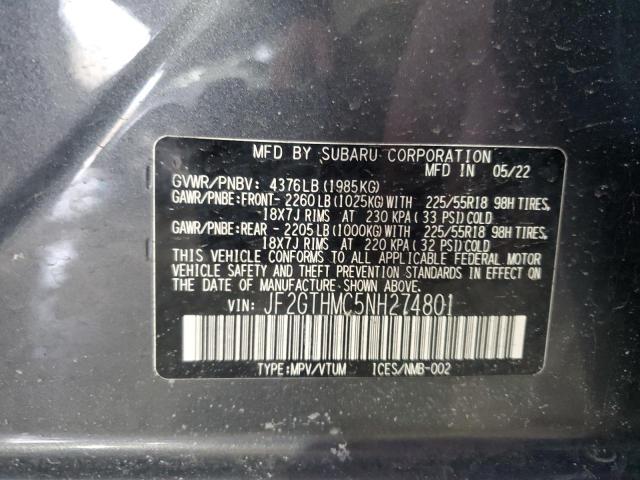 MFD BY SUBARU CORPORATION
GVWR/PNBV: 4376LB (1985KG) MFD IN 05/22
GAWR/PNBE:FRONT- 2260LB(1025KG)WITH 225/55R18 98H TIRES,
18X7J RIMS AT 230 KPA (33 PSI)COLD
GAWR/PNBE:REAR - 2205LB(1000KG)WITH 225/55R18 98H TIRES,
18X7J RIMS AT 220 KPA (32 PSI)COLD
THIS VEHICLE CONFORMS TO ALL APPLICABLE FEDERAL MOTOR
VEHICLE SAFETY AND THEFT PREVENTION STANDARDS IN EFFECT ON
THE DATE OF MANUFACTURE SHOWN ABOVE.
VIN: JF2GTHMC5NH274801
TYPE:MPV/VTUM ICES/NMB-002